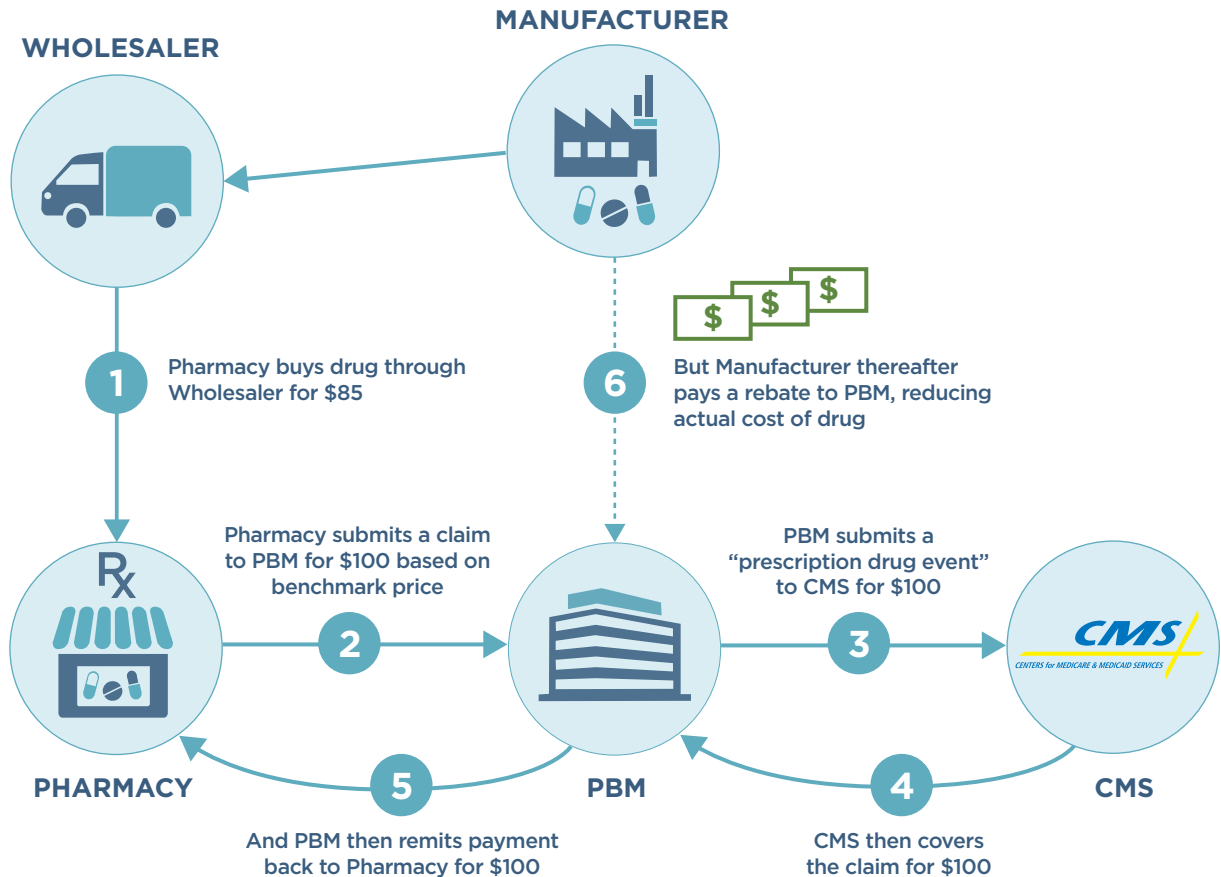 MANUFACTURER
WHOLESALER
$
$
$
1
Pharmacy buys drug through
Wholesaler for $85
6
But Manufacturer thereafter
pays a rebate to PBM, reducing
actual cost of drug
Pharmacy submits a claim
to PBM for $100 based on
benchmark price
PBM submits a
“prescription drug event”
to CMS for $100
Rx
2
3
CMS
CENTERS for MEDICARE & MEDICAID SERVICES
PHARMACY
5
PBM
4
CMS
And PBM then remits payment
back to Pharmacy for $100
CMS then covers
the claim for $100